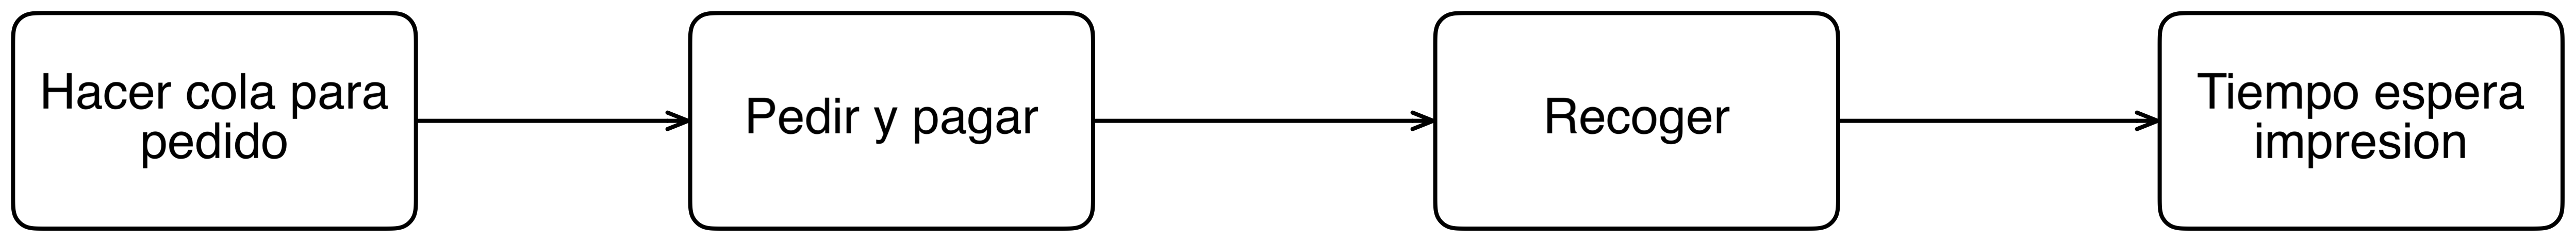 Hacer cola para
pedido
Pedir y pagar
Recoger
Tiempo espera
impresion